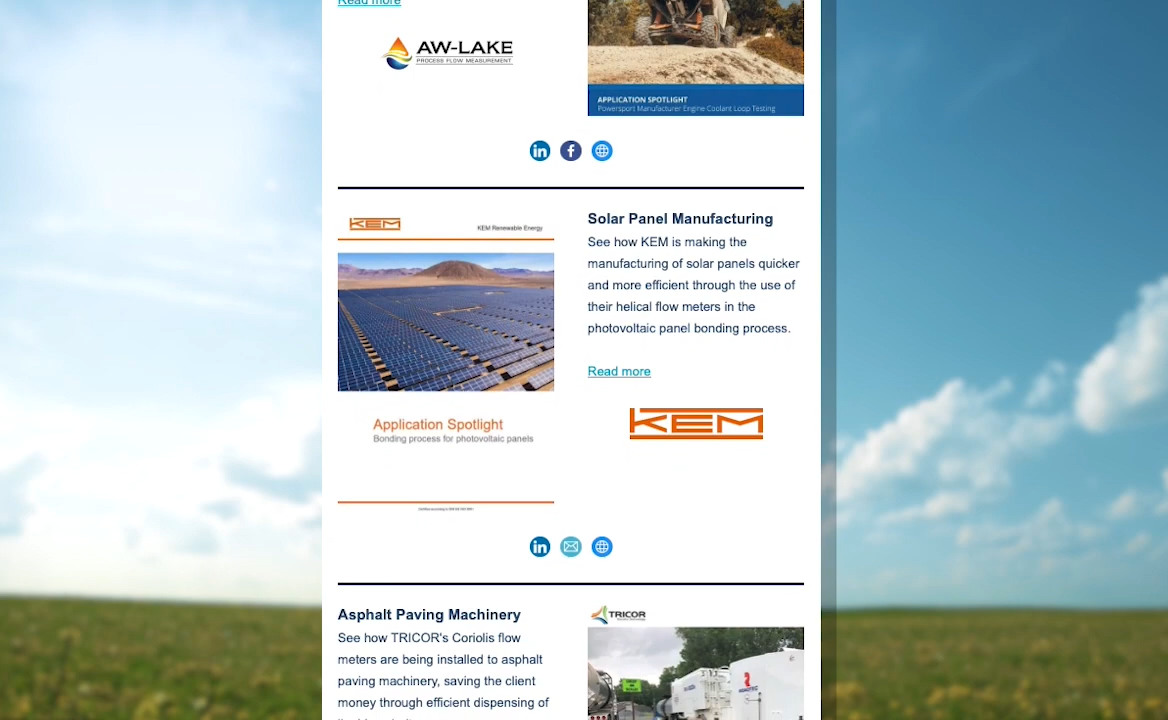 Read more
AW-LAKE
PROCESS FLOW MEASUREMENT
APPLICATION SPOTLIGHT
Powersport Manufacturer Engine Coolant Loop Testing
KEM
KEM Renewable Energy
Application Spotlight
Bonding process for photovoltaic panels
Solar Panel Manufacturing
See how KEM is making the
manufacturing of solar panels quicker
and more efficient through the use of
their helical flow meters in the
photovoltaic panel bonding process.
Read more
KEM
Asphalt Paving Machinery
See how TRICOR's Coriolis flow
meters are being installed to asphalt
paving machinery, saving the client
money through efficient dispensing of
TRICOR